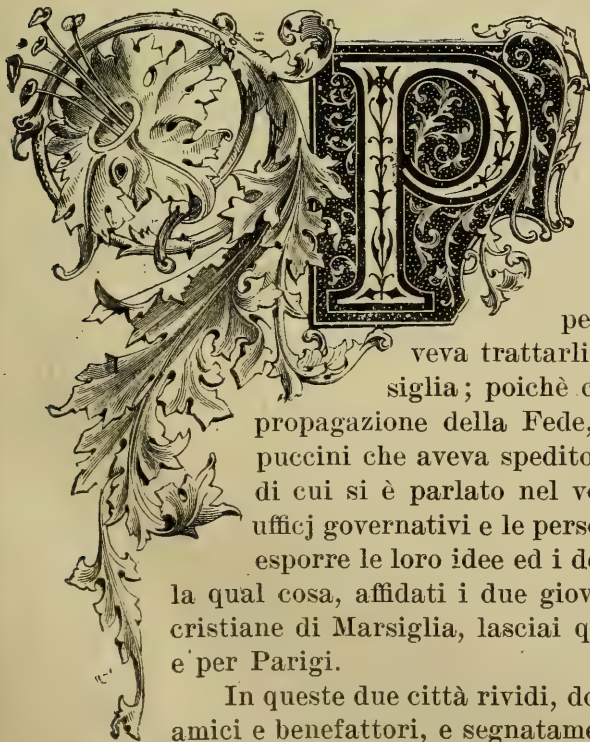 P
pe
veva trattarli
siglia; poichè c
propagazione della Fede,
puccini che aveva spedito
di cui si è parlato nel v
ufficj governativi e le pers
esporre le loro idee ed i d
la qual cosa, affidati i due giov
cristiane di Marsiglia, lasciai q
e per Parigi.
In queste due città rividi, do
amici e benefattori, e segnatame